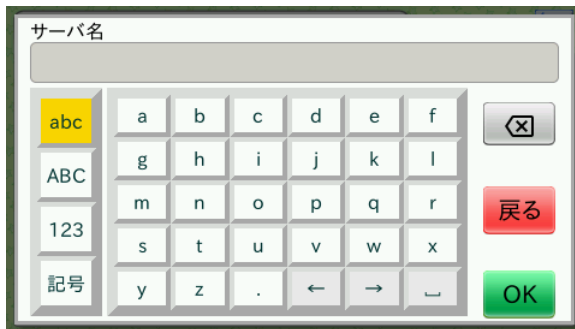 サーバ名
abc a b c d e f
g h i j k l
ABC
m n o p q r
戻る
123
s t u v w x
記号 y z . ← → ⌴ OK